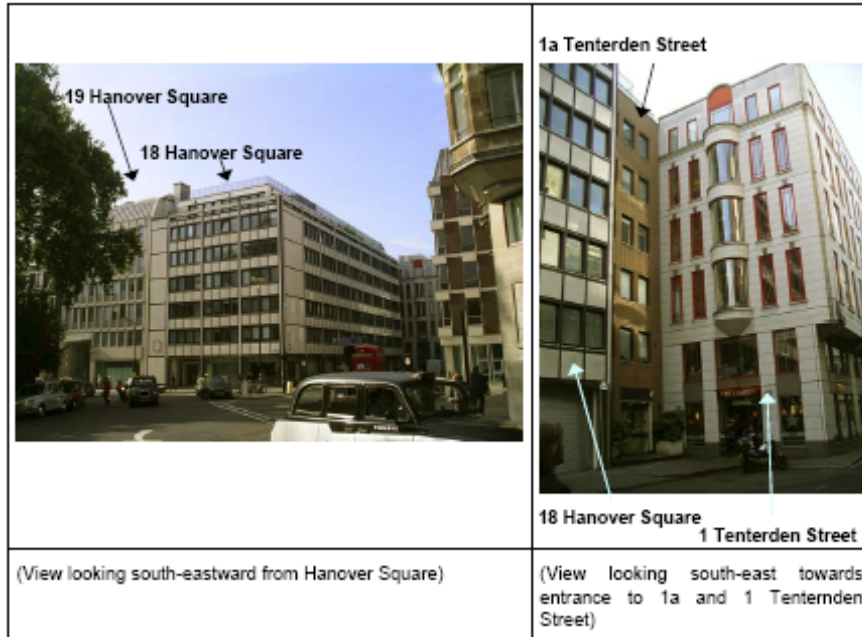 1a Tenterden Street
19 Hanover Square
18 Hanover Square
18 Hanover Square
1 Tenterden Street
(View looking south-eastward from Hanover Square)
(View looking south-east towards
entrance to 1a and 1 Tenternden
Street)